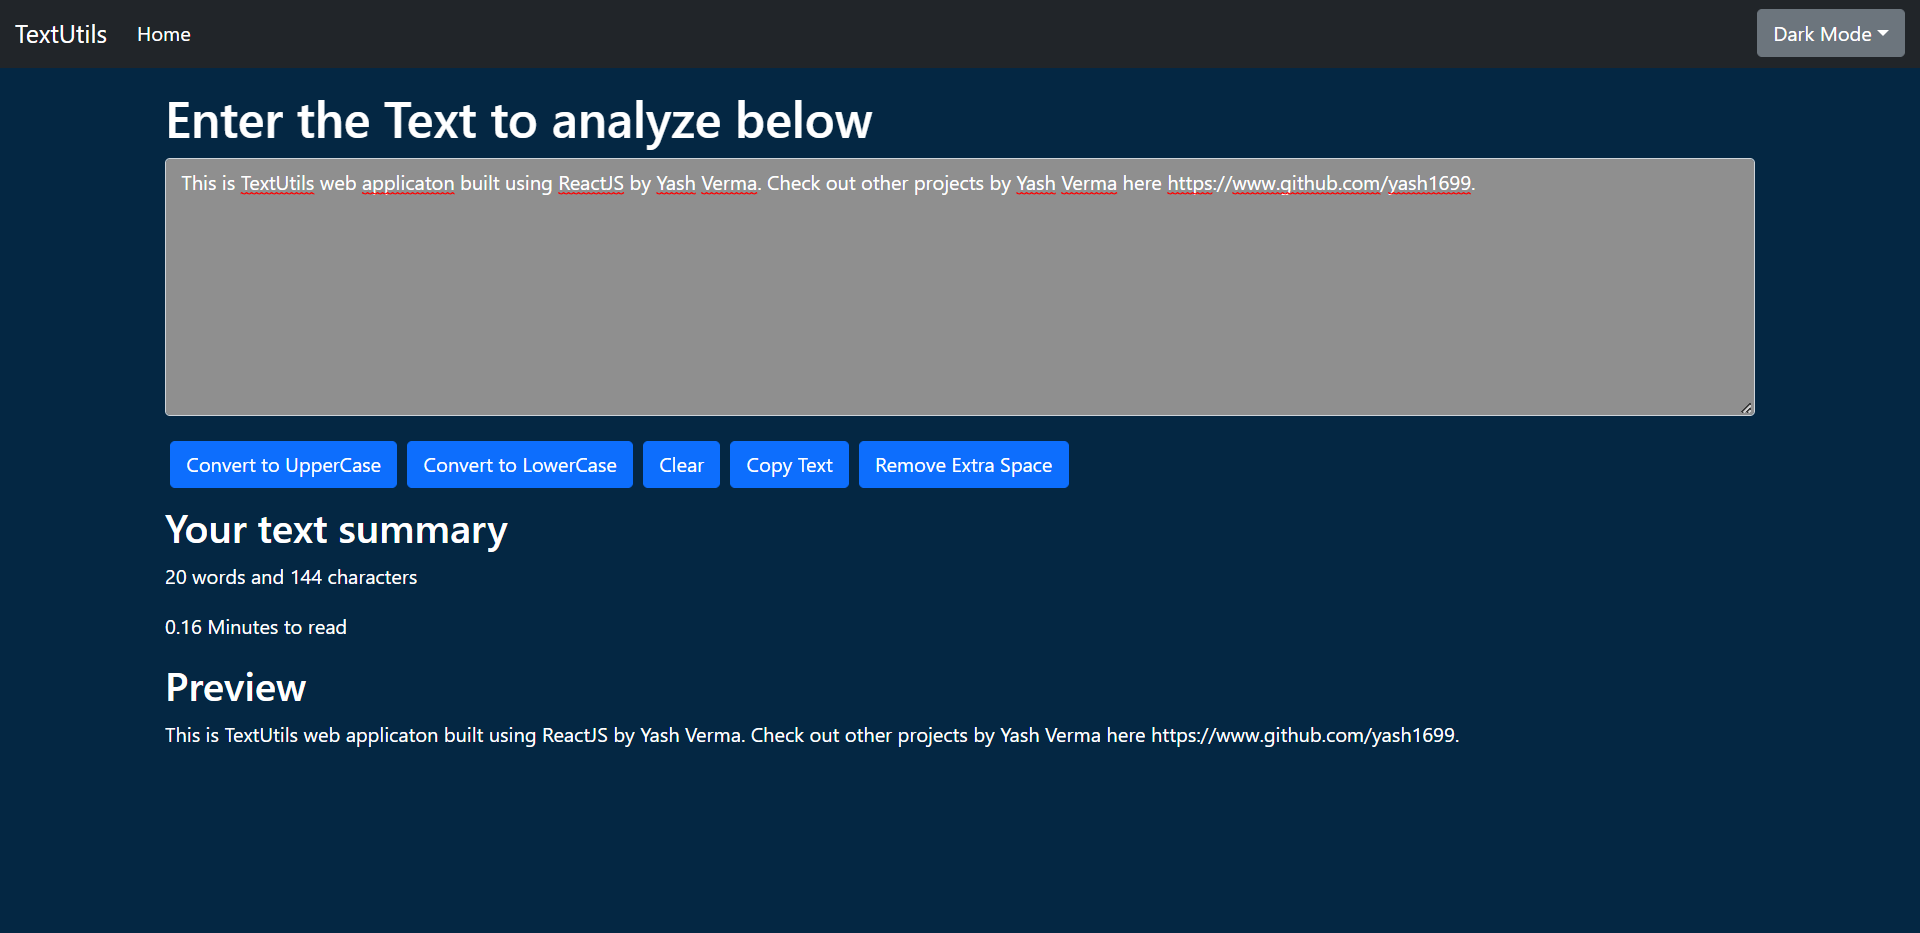 TextUtils Home Dark Mode
Enter the Text to analyze below
This is TextUtils web applicaton built using ReactJS by Yash Verma. Check out other projects by Yash Verma here https://www.github.com/yash1699.
Convert to UpperCase Convert to LowerCase Clear Copy Text Remove Extra Space
Your text summary
20 words and 144 characters
0.16 Minutes to read
Preview
This is TextUtils web applicaton built using ReactJS by Yash Verma. Check out other projects by Yash Verma here https://www.github.com/yash1699.